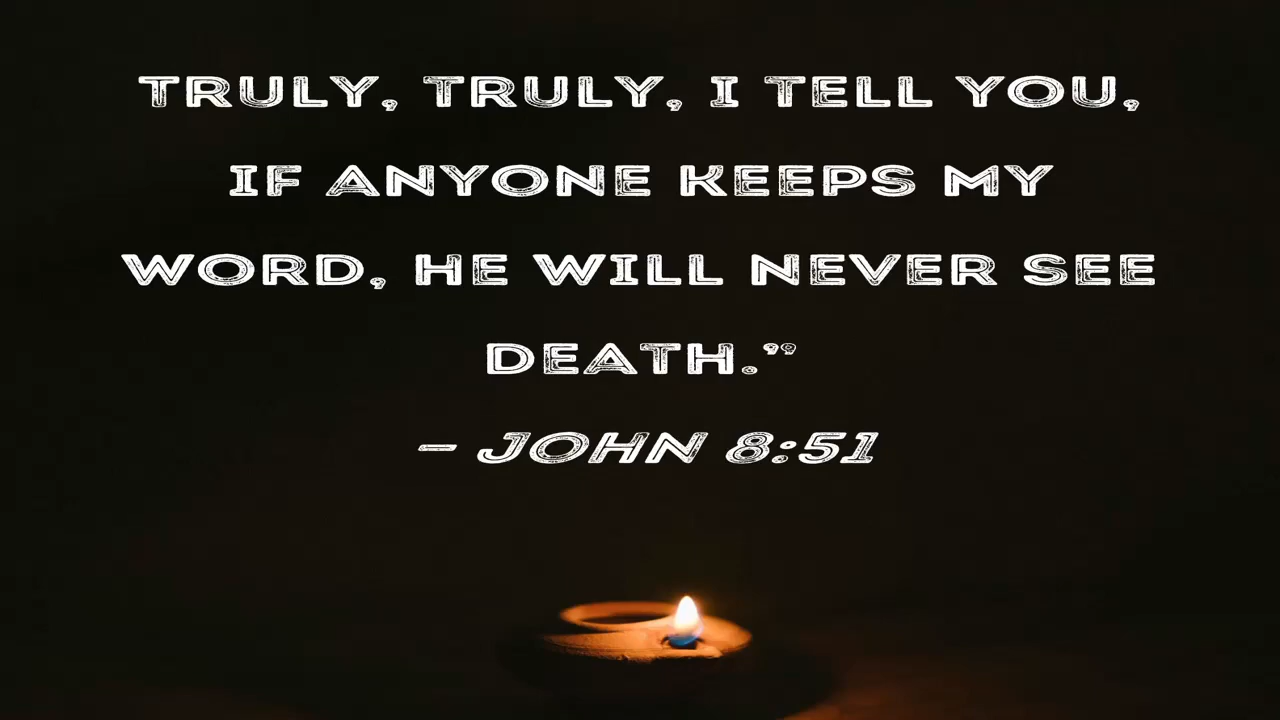 TRULY, TRULY, I TELL YOU,
IF ANYONE KEEPS MY
WORD, HE WILL NEVER SEE
DEATH.”
– JOHN 8:51